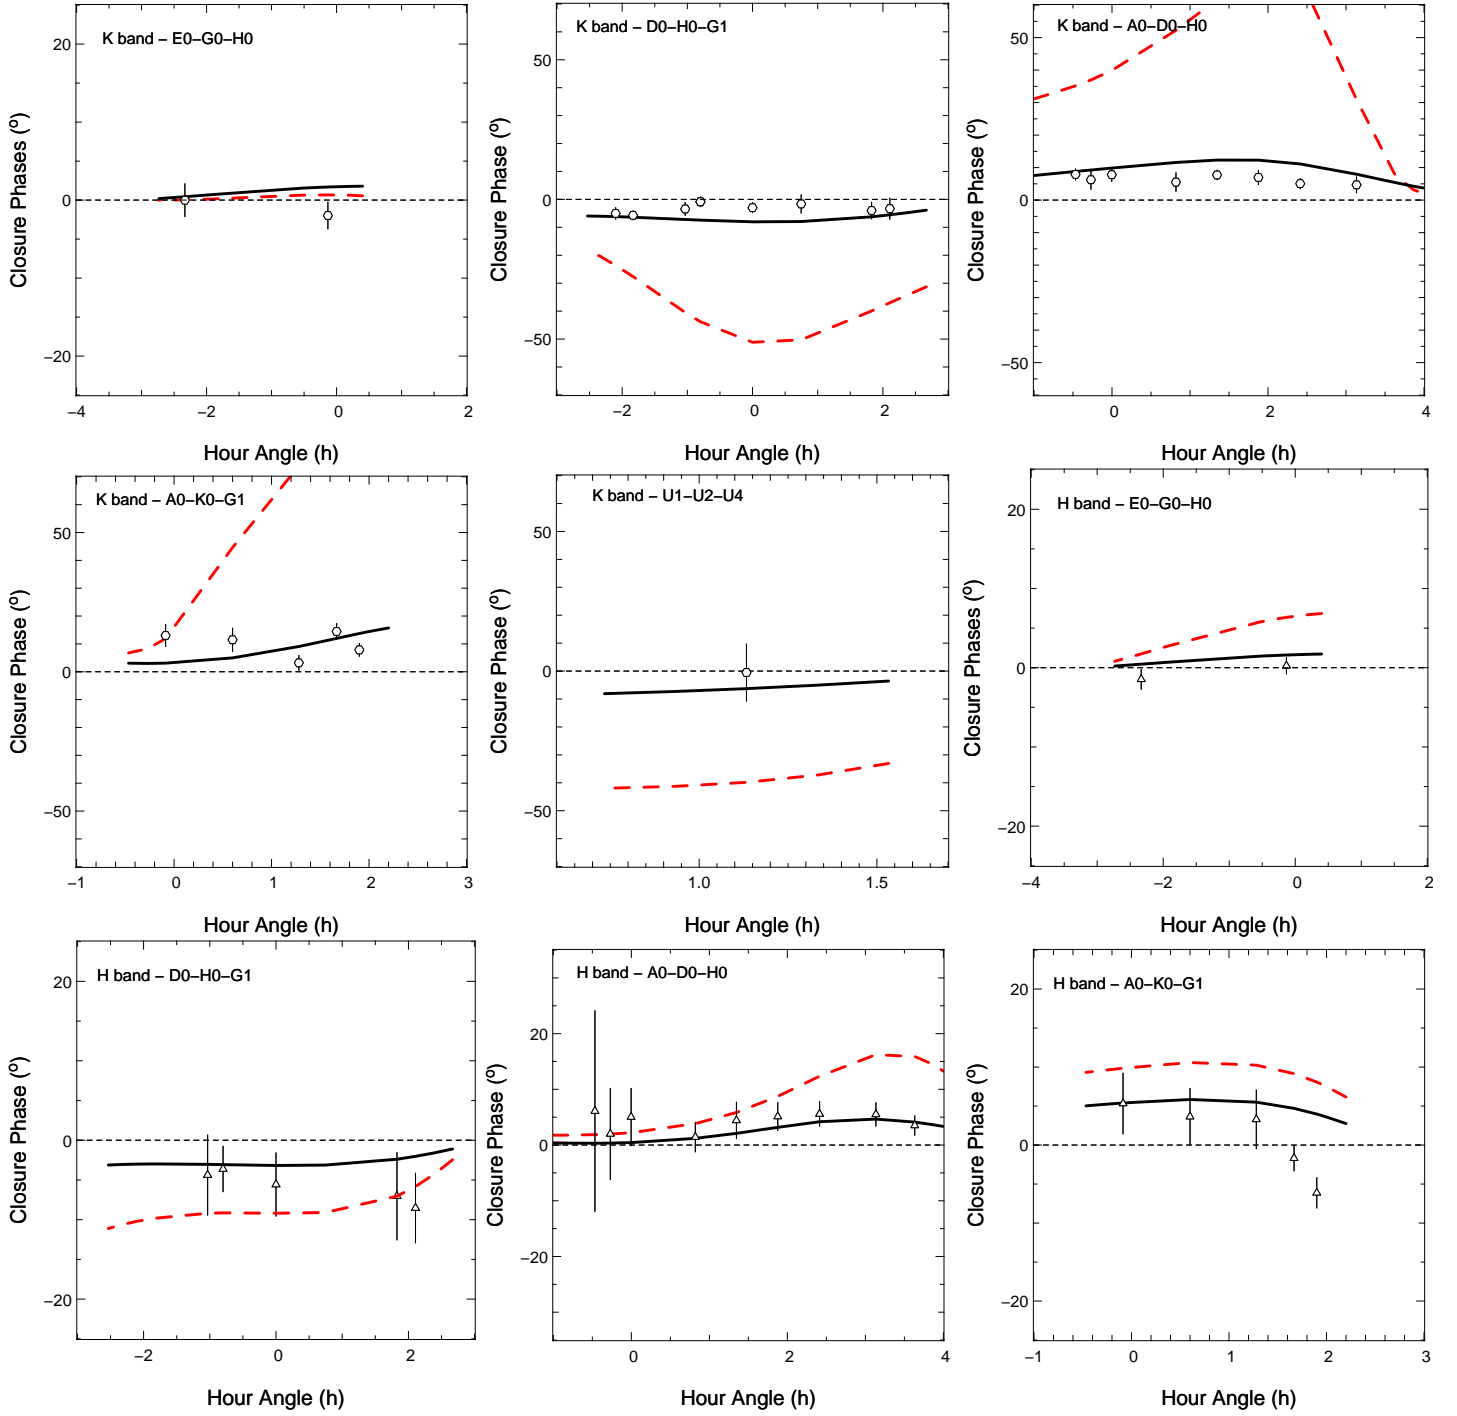 K band – E0–G0–H0
Closure Phases (º)
20
0
–20
–4
–2
0
2
Hour Angle (h)
K band – D0–H0–G1
Closure Phase (º)
50
0
–50
–2
0
2
Hour Angle (h)
K band – A0–D0–H0
Closure Phase (º)
50
0
–50
0
2
4
Hour Angle (h)
K band – A0–K0–G1
Closure Phase (º)
50
0
–50
–1
0
1
2
3
Hour Angle (h)
K band – U1–U2–U4
Closure Phase (º)
50
0
–50
1.0
1.5
Hour Angle (h)
H band – E0–G0–H0
Closure Phases (º)
20
0
–20
–4
–2
0
2
Hour Angle (h)
H band – D0–H0–G1
Closure Phase (º)
20
0
–20
–2
0
2
Hour Angle (h)
H band – A0–D0–H0
Closure Phase (º)
20
0
–20
0
2
4
Hour Angle (h)
H band – A0–K0–G1
Closure Phase (º)
20
0
–20
–1
0
1
2
3
Hour Angle (h)